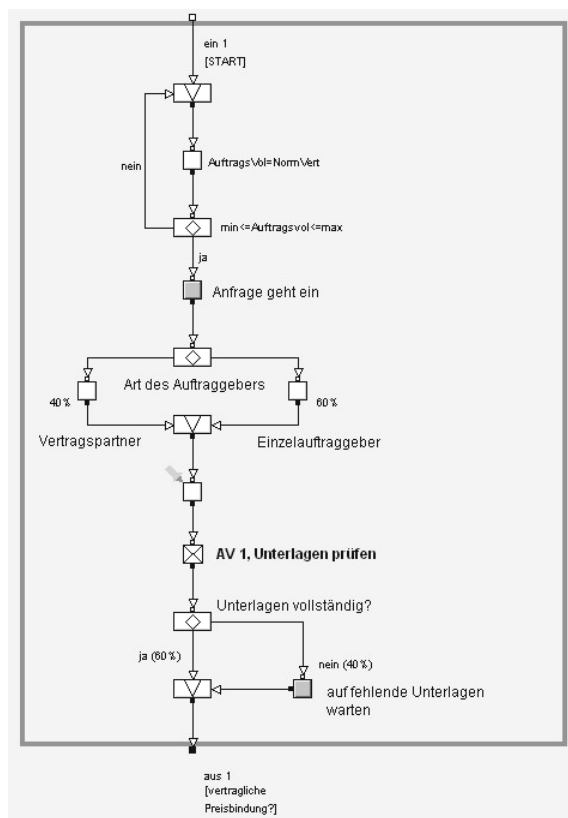 ein 1
[START]
nein
AuftragsVol=NormVert
min<=Auftragsvol<=max
ja
Anfrage geht ein
Art des Auftraggebers
40%
60%
Vertragspartner
Einzelauftraggeber
AV 1, Unterlagen prüfen
Unterlagen vollständig?
ja (60%)
nein (40%)
auf fehlende Unterlagen
warten
aus 1
[vertragliche
Preisbindung?]